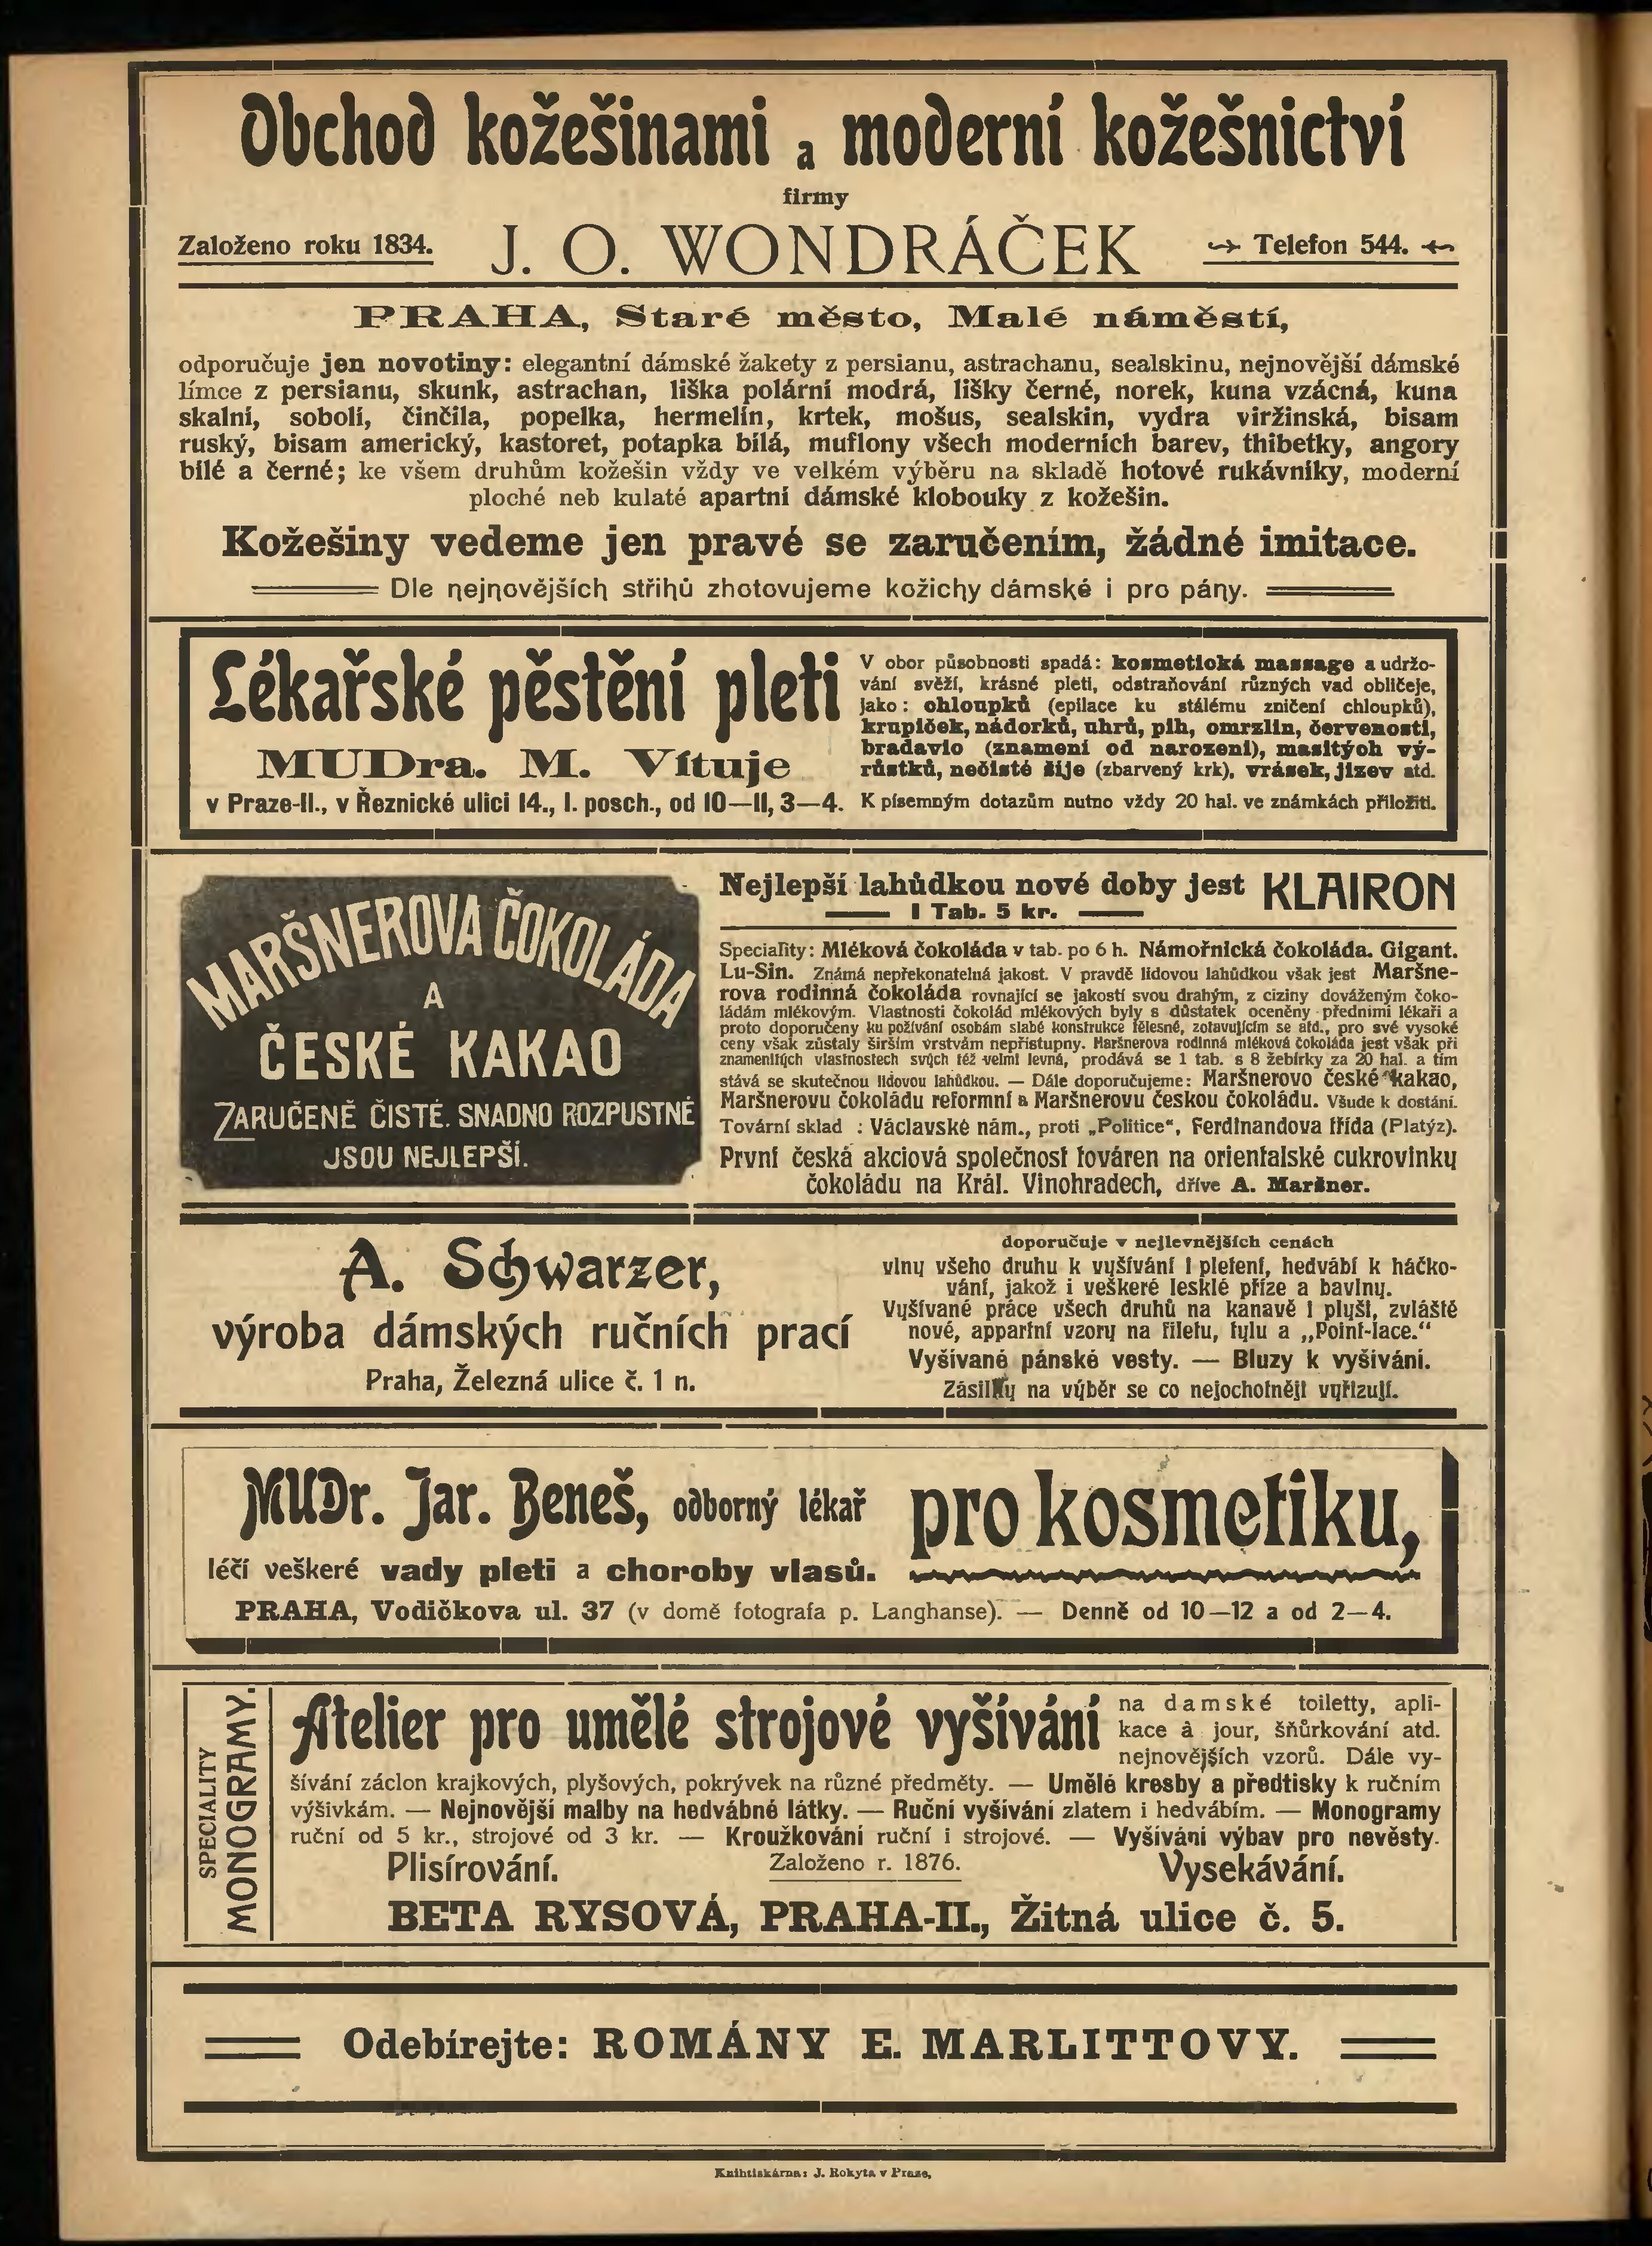 Obchod kožešinami a moderní kožešnictví
firmy
Založeno roku 1834.
J. O. WONDRÁČEK
Telefon 544.
PRAHA, Staré město, Malé náměstí,
odporučuje jen novotiny: elegantní dámské žakety z persianu, astrachanu, sealskinu, nejnovější dámské
límce z persianu, skunk, astrachan, liška polární modrá, lišky černé, norek, kuna vzácná, kuna
skalní, soboli, činčila, popelka, hermelín, krtek, mošus, sealskin, vydra viržinská, bisam
ruský, bisam americký, kastoret, potapka bílá, muflony všech moderních barev, thibetky, angory
bílé a černé; ke všem druhům kožešin vždy ve velkém výběru na skladě hotové rukávníky, moderní
ploché neb kulaté apartní dámské klobouky z kožešin.
Kožešiny vedeme jen pravé se zaručením, žádné imitace.
Dle nejnovějších střihů zhotovujeme kožichy dámské i pro pány.
Lékařské pěstění pleti
MUDra. M. Vítuje
v Praze-II., v Řeznické ulici 14., I. posch., od 10—11, 3—4.
V obor působnosti spadá: kosmetická massage a udržo-
vání svěží, krásné pleti, odstraňování různých vad obličeje,
jako: chloupků (epilace ku stálému zničení chloupků),
krupiček, nádorků, uhrů, pih, omrzlin, červenosti,
bradavic (znamení od narození), masitých vý-
růstků, nečisté šije (zbarvený krk), vrásek, jizev atd.
K písemným dotazům nutno vždy 20 hal. ve známkách přiložiti.
MARŠNEROVA ČOKOLÁDA
A
ČESKÉ KAKAO
ZARUČENĚ ČISTÉ. SNADNO ROZPUSTNÉ
JSOU NEJLEPŠÍ.
Nejlepší lahůdkou nové doby jest KLAIRON
1 Tab. 5 kr.
Speciality: Mléková čokoláda v tab. po 6 h. Námořnická čokoláda. Gigant.
Lu-Sin. Známá nepřekonatelná jakost. V pravdě lidovou lahůdkou však jest Maršne-
rova rodinná čokoláda rovnající se jakostí svou drahým, z ciziny dováženým čoko-
ládám mlékovým. Vlastnosti čokolád mlékových byly s důstatek oceněny předními lékaři a
proto doporučeny ku požívání osobám slabé konstrukce tělesné, zotavujícím se atd., pro své vysoké
ceny však zůstaly širším vrstvám nepřístupny. Maršnerova rodinná mléková čokoláda jest však při
znamenitých vlastnostech svých též velmi levná, prodává se 1 tab. s 8 žebírky za 20 hal. a tím
stává se skutečnou lidovou lahůdkou. — Dále doporučujeme: Maršnerovo české kakao,
Maršnerovu čokoládu reformní a Maršnerovu českou čokoládu. Všude k dostání.
Tovární sklad : Václavské nám., proti „Politice“, Ferdinandova třída (Platýz).
První česká akciová společnost továren na orientalské cukrovinky
čokoládu na Král. Vinohradech, dříve A. Maršner.
A. Schwarzer,
výroba dámských ručních prací
Praha, Železná ulice č. 1 n.
doporučuje v nejlevnějších cenách
vlny všeho druhu k vyšívání i pletení, hedvábí k háčko-
vání, jakož i veškeré lesklé příze a bavlny.
Vyšívané práce všech druhů na kanavě i plyši, zvláště
nové, appartní vzory na filetu, tylu a „Point-lace.“
Vyšívané pánské vesty. — Bluzy k vyšívání.
Zásilky na výběr se co nejochotněji vyřizují.
MUDr. Jar. Beneš, odborný lékař pro kosmetiku,
léčí veškeré vady pleti a choroby vlasů.
PRAHA, Vodičkova ul. 37 (v domě fotografa p. Langhanse). — Denně od 10—12 a od 2—4.
SPECIALITY
MONOGRAMY.
Atelier pro umělé strojové vyšívání
na damské toiletty, apli-
kace à jour, šňůrkování atd.
nejnovějších vzorů. Dále vy-
šívání záclon krajkových, plyšových, pokrývek na různé předměty. — Umělé kresby a předtisky k ručním
výšivkám. — Nejnovější malby na hedvábné látky. — Ruční vyšívání zlatem i hedvábím. — Monogramy
ruční od 5 kr., strojové od 3 kr. — Kroužkování ruční i strojové. — Vyšívání výbav pro nevěsty.
Plisírování.
Založeno r. 1876.
Vysekávání.
BETA RYSOVÁ, PRAHA-II., Žitná ulice č. 5.
Odebírejte: ROMÁNY E. MARLITTOVY.
Knihtiskárna: J. Rokyta v Praze,